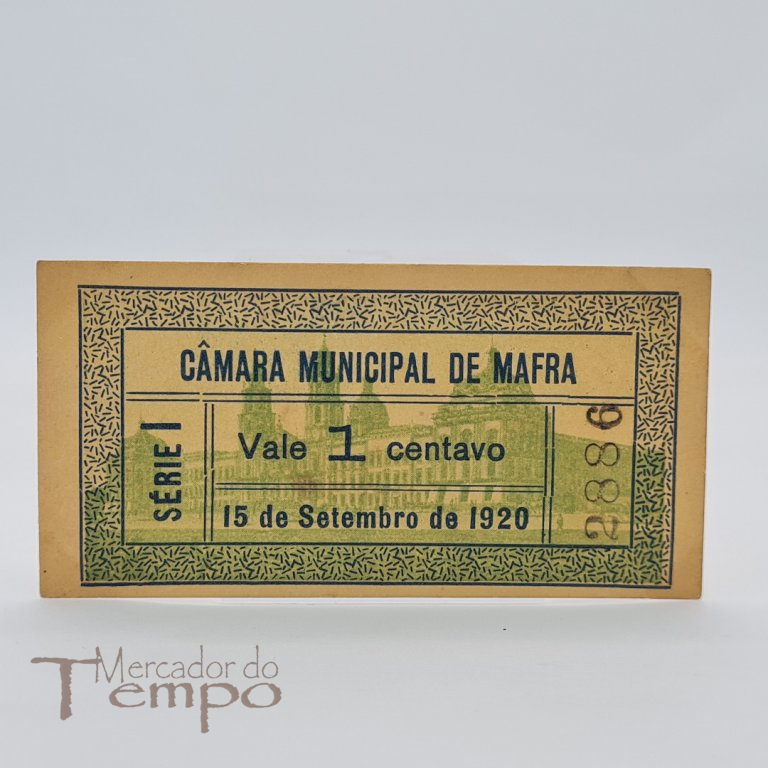 CÂMARA MUNICIPAL DE MAFRA
SÉRIE I
Vale 1 centavo
15 de Setembro de 1920
2886
Mercador do
Tempo